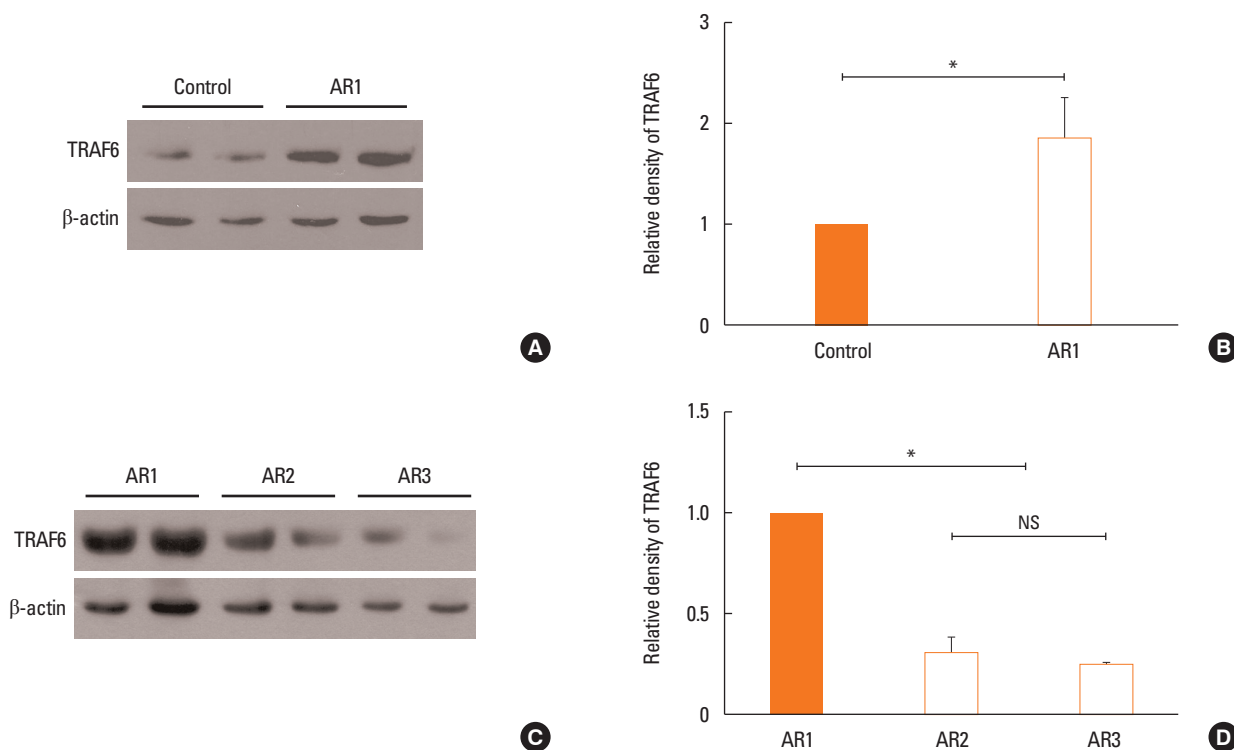 Control AR1
TRAF6
β-actin
A
Relative density of TRAF6
3
2
1
0
*
Control AR1
B
AR1 AR2 AR3
TRAF6
β-actin
C
Relative density of TRAF6
1.5
1.0
0.5
0
*
NS
AR1 AR2 AR3
D